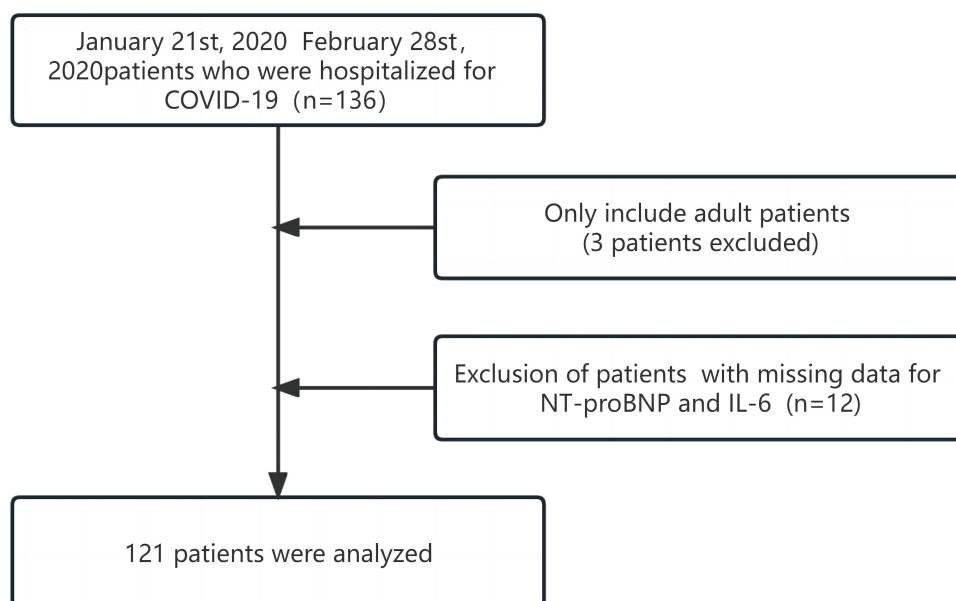 January 21st, 2020  February 28st,
2020patients who were hospitalized for
COVID-19  (n=136)
Only include adult patients
(3 patients excluded)
Exclusion of patients  with missing data for
NT-proBNP and IL-6  (n=12)
121 patients were analyzed